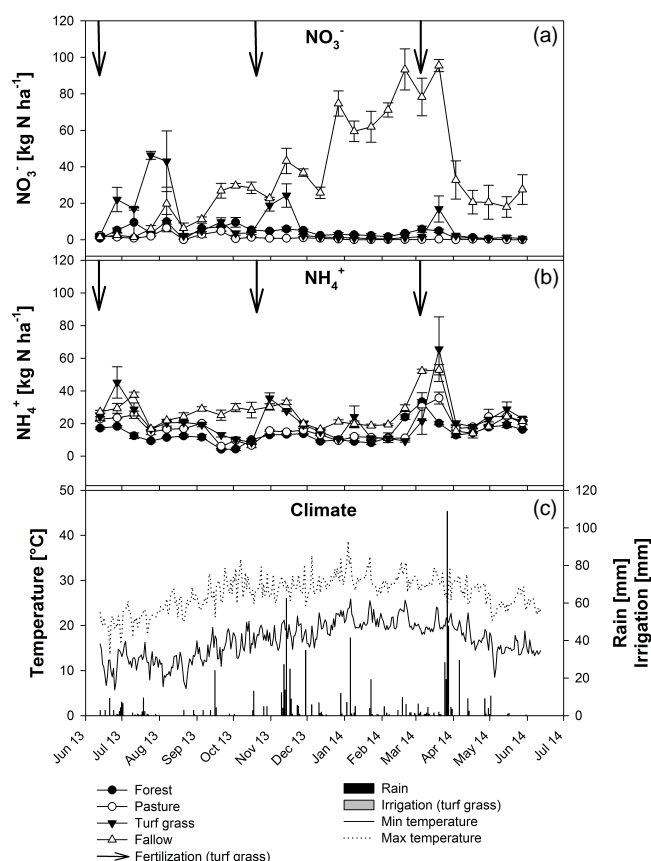 120
(a)
NO₃⁻
100
80
60
40
20
0
NO₃⁻ [kg N ha⁻¹]
120
(b)
NH₄⁺
100
80
60
40
20
0
NH₄⁺ [kg N ha⁻¹]
50
Climate
(c)
120
40
100
30
80
20
60
10
40
0
20
0
Temperature [°C]
Rain [mm]
Irrigation [mm]
Jun 13
Jul 13
Aug 13
Sep 13
Oct 13
Nov 13
Dec 13
Jan 14
Feb 14
Mar 14
Apr 14
May 14
Jun 14
Jul 14
Forest
Pasture
Turf grass
Fallow
Fertilization (turf grass)
Rain
Irrigation (turf grass)
Min temperature
Max temperature